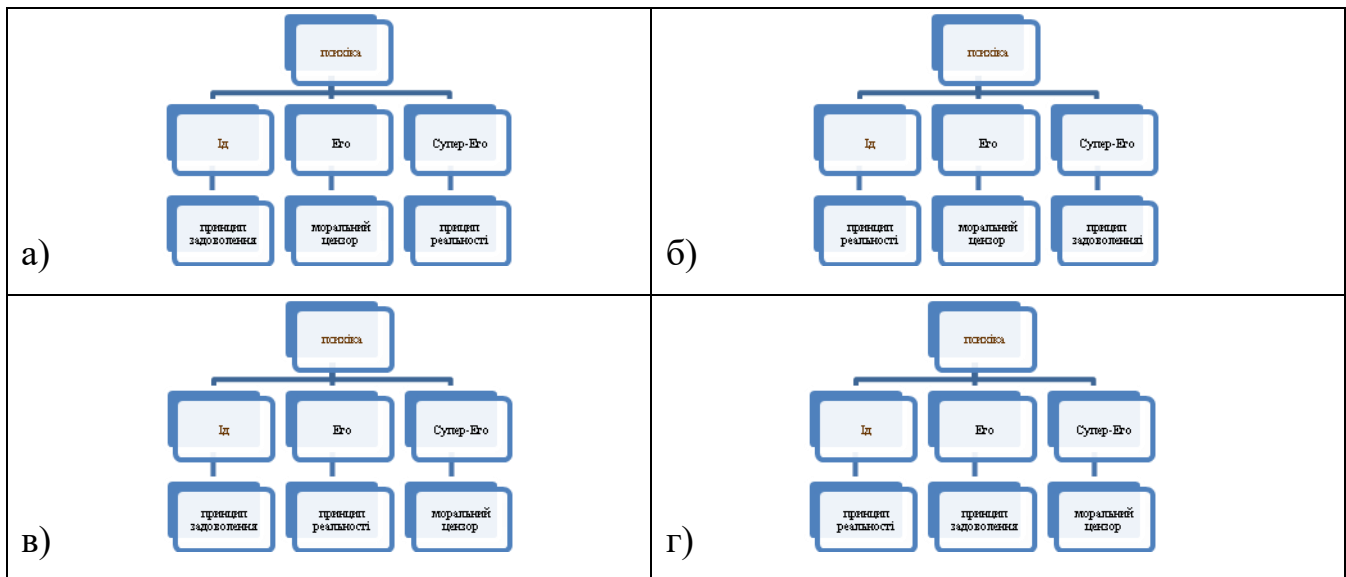 психіка
Ід
Его
Супер-Его
принцип
задоволення
моральний
цензор
прицип
реальності
а)
психіка
Ід
Его
Супер-Его
принцип
реальності
моральний
цензор
принцип
задоволенняі
б)
психіка
Ід
Его
Супер-Его
принцип
задоволення
принцип
реальності
моральний
цензор
в)
психіка
Ід
Его
Супер-Его
принцип
реальності
принцип
задоволення
моральний
цензор
г)